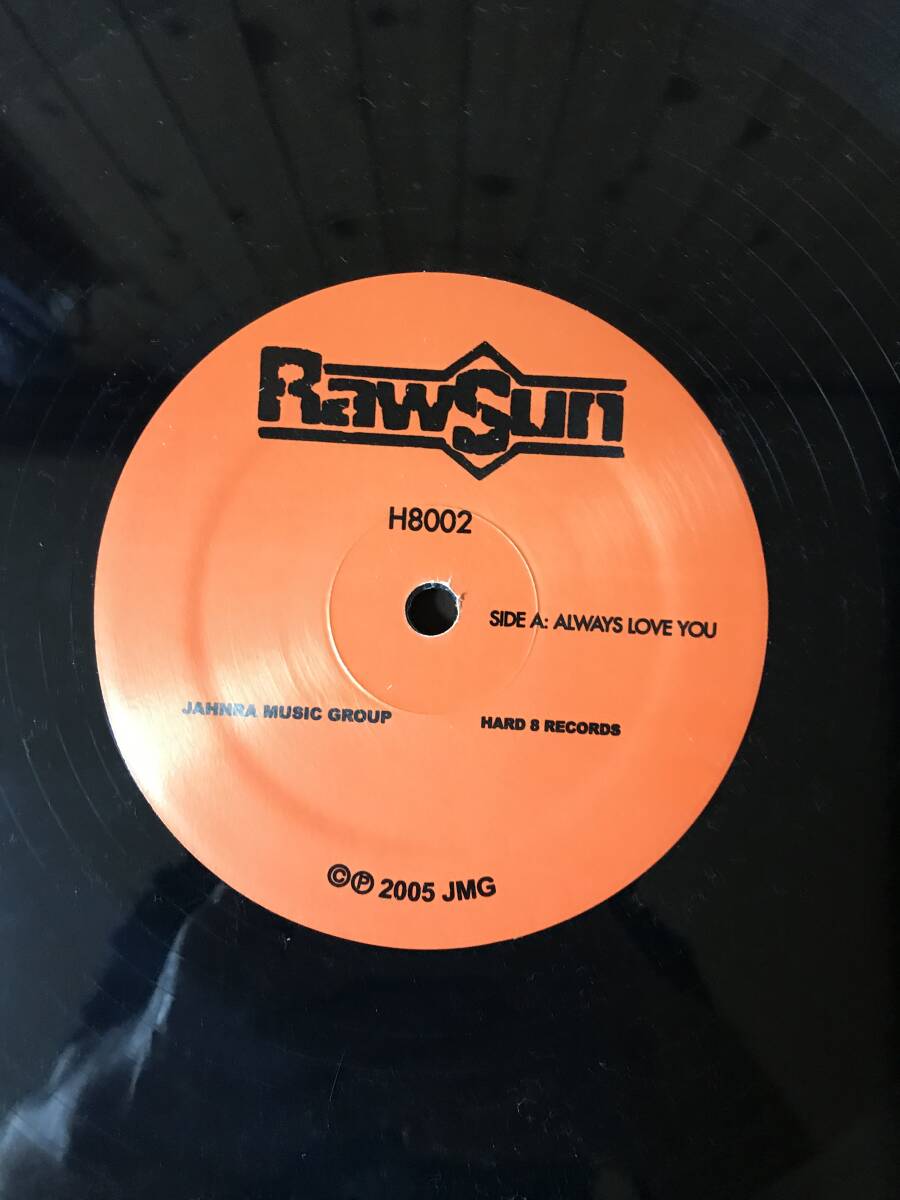 RawSun
H8002
SIDE A: ALWAYS LOVE YOU
JAHNRA MUSIC GROUP
HARD 8 RECORDS
©℗ 2005 JMG